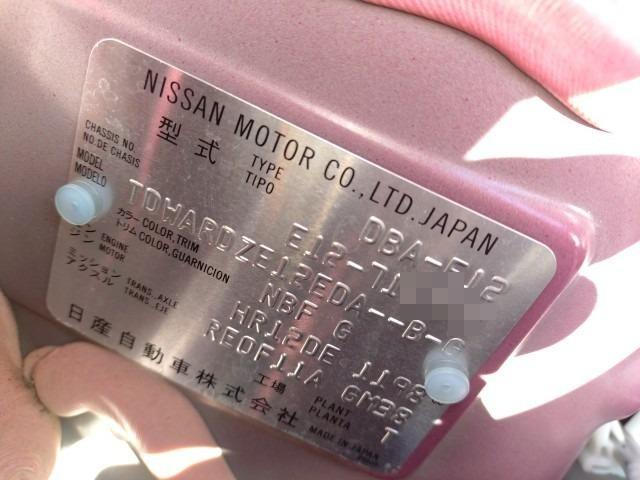 NISSAN MOTOR CO.,LTD.JAPAN
型式 TYPE TIPO DBA-E12
CHASSIS NO. NO.DE CHASIS E12-71
MODEL MODELO TDWARDZE12EDA--B-C
カラー トリム COLOR,TRIM COLOR,GUARNICION NBF G
エンジン ENGINE MOTOR HR12DE 1198
ミッション アクスル TRANS.AXLE TRANS.EJE RE0F11A GM38
工場 PLANT PLANTA T
日産自動車株式会社 MADE IN JAPAN